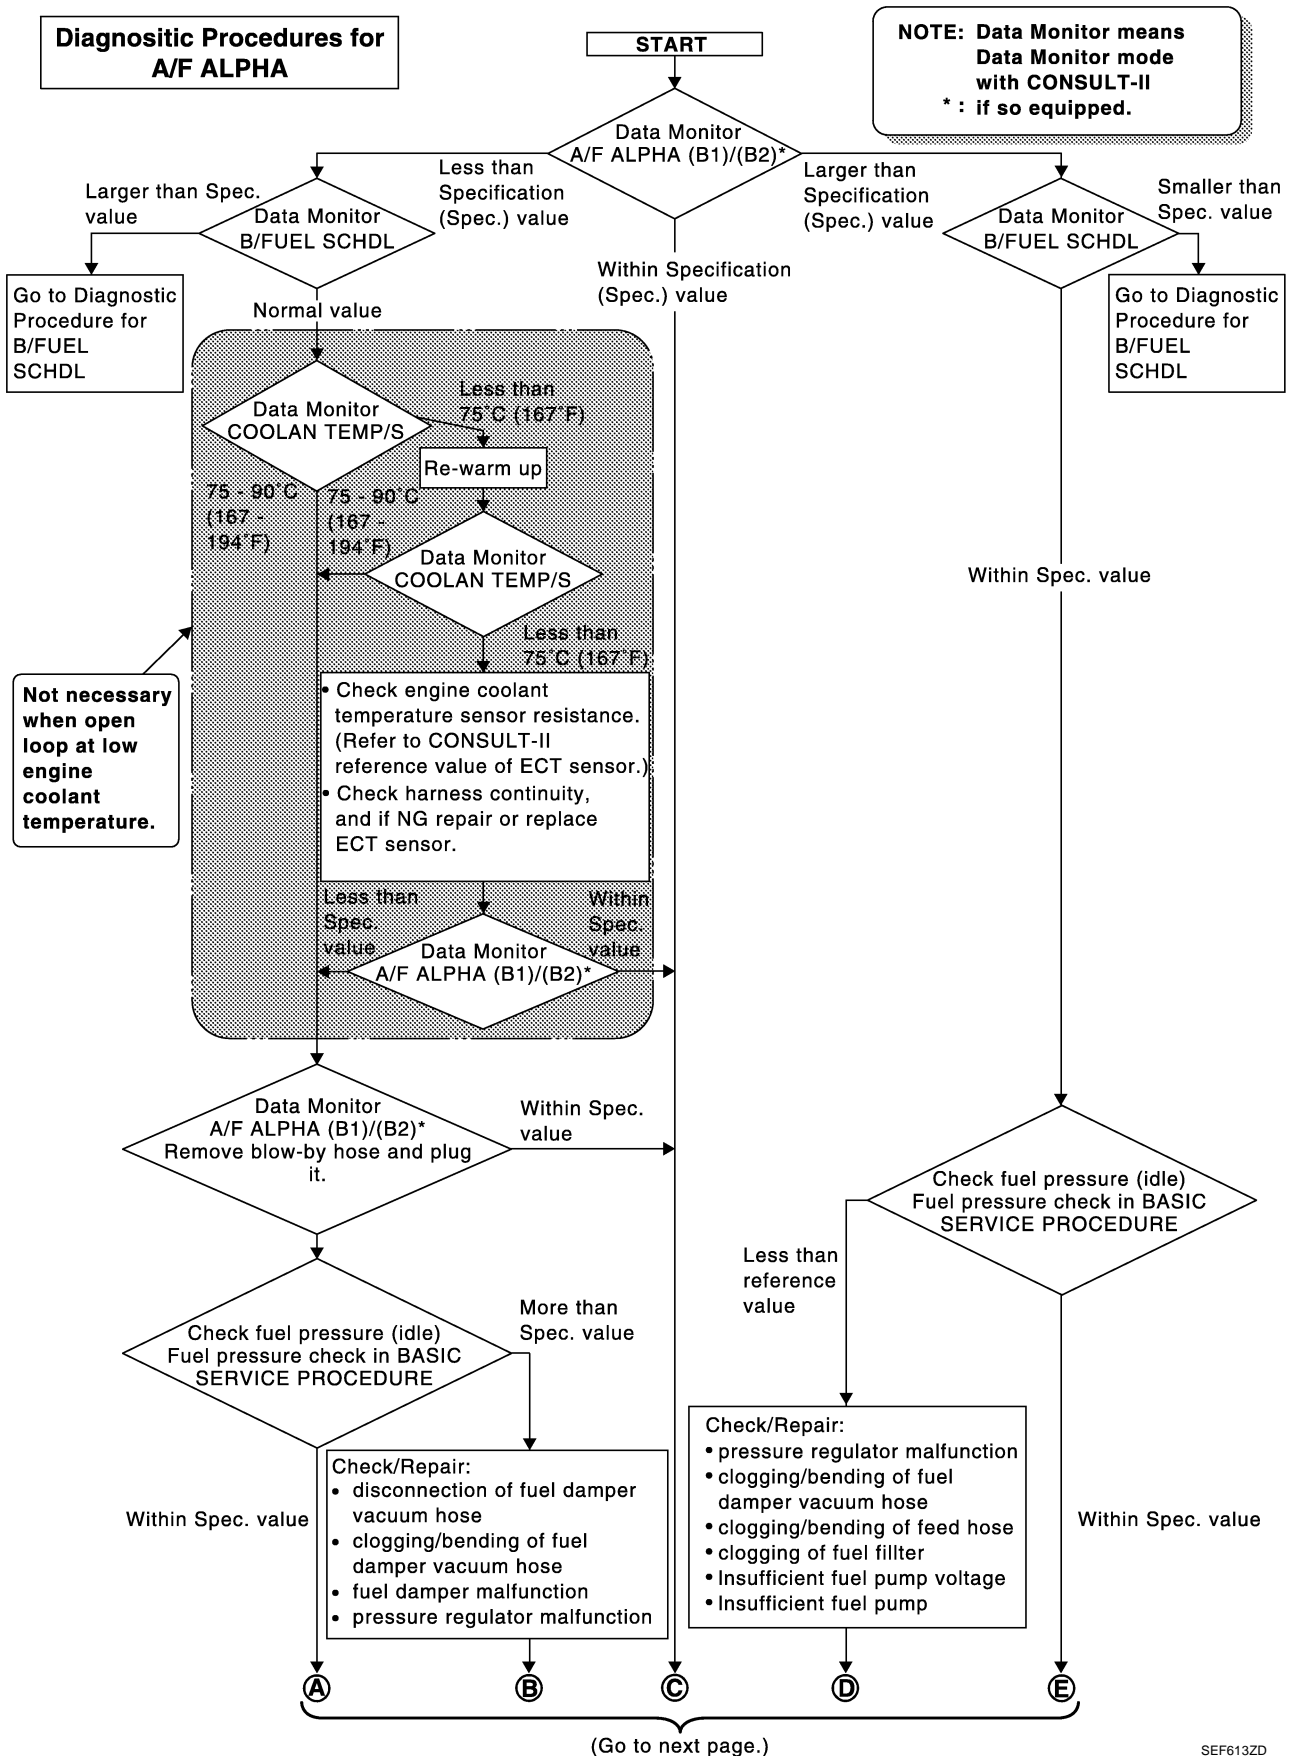 Diagnositic Procedures for
A/F ALPHA
START
NOTE: Data Monitor means
Data Monitor mode
with CONSULT-II
* : if so equipped.
Data Monitor
A/F ALPHA (B1)/(B2)*
Less than
Specification
(Spec.) value
Larger than
Specification
(Spec.) value
Within Specification
(Spec.) value
Larger than Spec.
value
Data Monitor
B/FUEL SCHDL
Go to Diagnostic
Procedure for
B/FUEL
SCHDL
Normal value
Data Monitor
B/FUEL SCHDL
Smaller than
Spec. value
Go to Diagnostic
Procedure for
B/FUEL
SCHDL
Data Monitor
COOLAN TEMP/S
Less than
75˚C (167˚F)
Re-warm up
75 - 90˚C
(167 -
194˚F)
75 - 90˚C
(167 -
194˚F)
Data Monitor
COOLAN TEMP/S
Within Spec. value
Less than
75˚C (167˚F)
Not necessary
when open
loop at low
engine
coolant
temperature.
• Check engine coolant
temperature sensor resistance.
(Refer to CONSULT-II
reference value of ECT sensor.)
• Check harness continuity,
and if NG repair or replace
ECT sensor.
Less than
Spec.
value
Within
Spec.
value
Data Monitor
A/F ALPHA (B1)/(B2)*
Data Monitor
A/F ALPHA (B1)/(B2)*
Remove blow-by hose and plug
it.
Within Spec.
value
Check fuel pressure (idle)
Fuel pressure check in BASIC
SERVICE PROCEDURE
Less than
reference
value
More than
Spec. value
Check fuel pressure (idle)
Fuel pressure check in BASIC
SERVICE PROCEDURE
Within Spec. value
Check/Repair:
• disconnection of fuel damper
vacuum hose
• clogging/bending of fuel
damper vacuum hose
• fuel damper malfunction
• pressure regulator malfunction
Check/Repair:
• pressure regulator malfunction
• clogging/bending of fuel
damper vacuum hose
• clogging/bending of feed hose
• clogging of fuel fillter
• Insufficient fuel pump voltage
• Insufficient fuel pump
Within Spec. value
A B C D E
(Go to next page.)
SEF613ZD